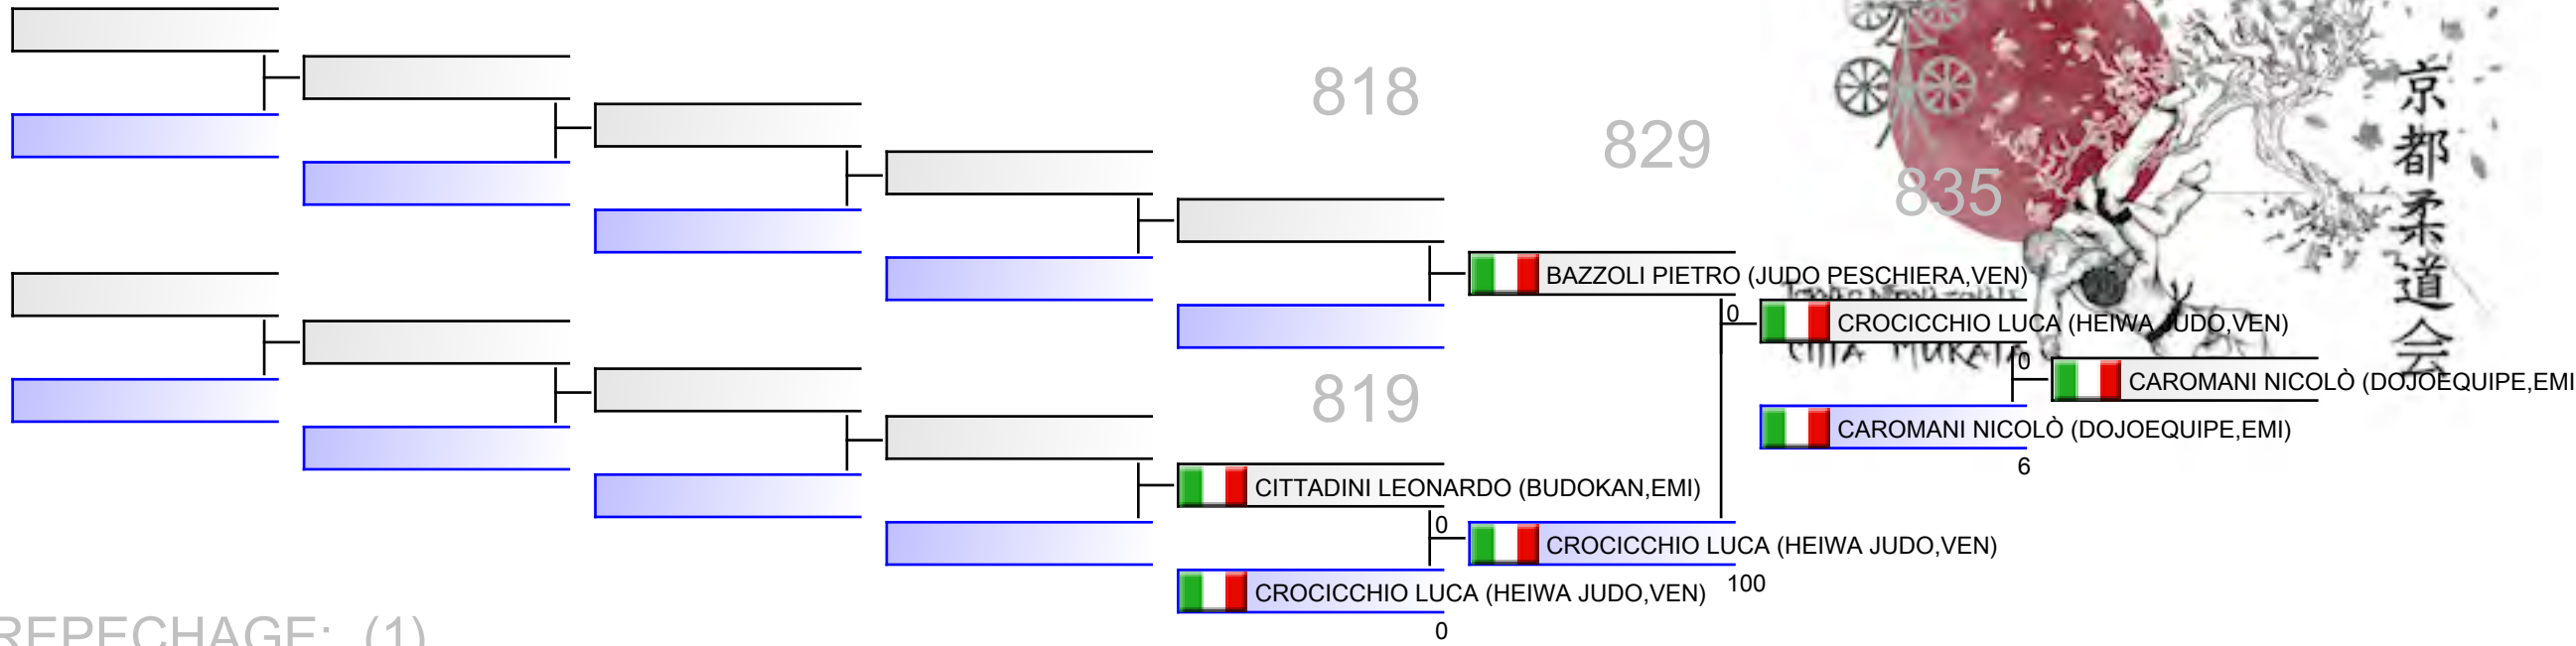 818
829
835
京都柔道会
BAZZOLI PIETRO (JUDO PESCHIERA,VEN)
0
CROCICCHIO LUCA (HEIWA JUDO,VEN)
CHIA MURATA
0
CAROMANI NICOLÒ (DOJOEQUIPE,EMI
819
CAROMANI NICOLÒ (DOJOEQUIPE,EMI)
6
CITTADINI LEONARDO (BUDOKAN,EMI)
0
CROCICCHIO LUCA (HEIWA JUDO,VEN)
100
CROCICCHIO LUCA (HEIWA JUDO,VEN)
0
REPECHAGE: (1)